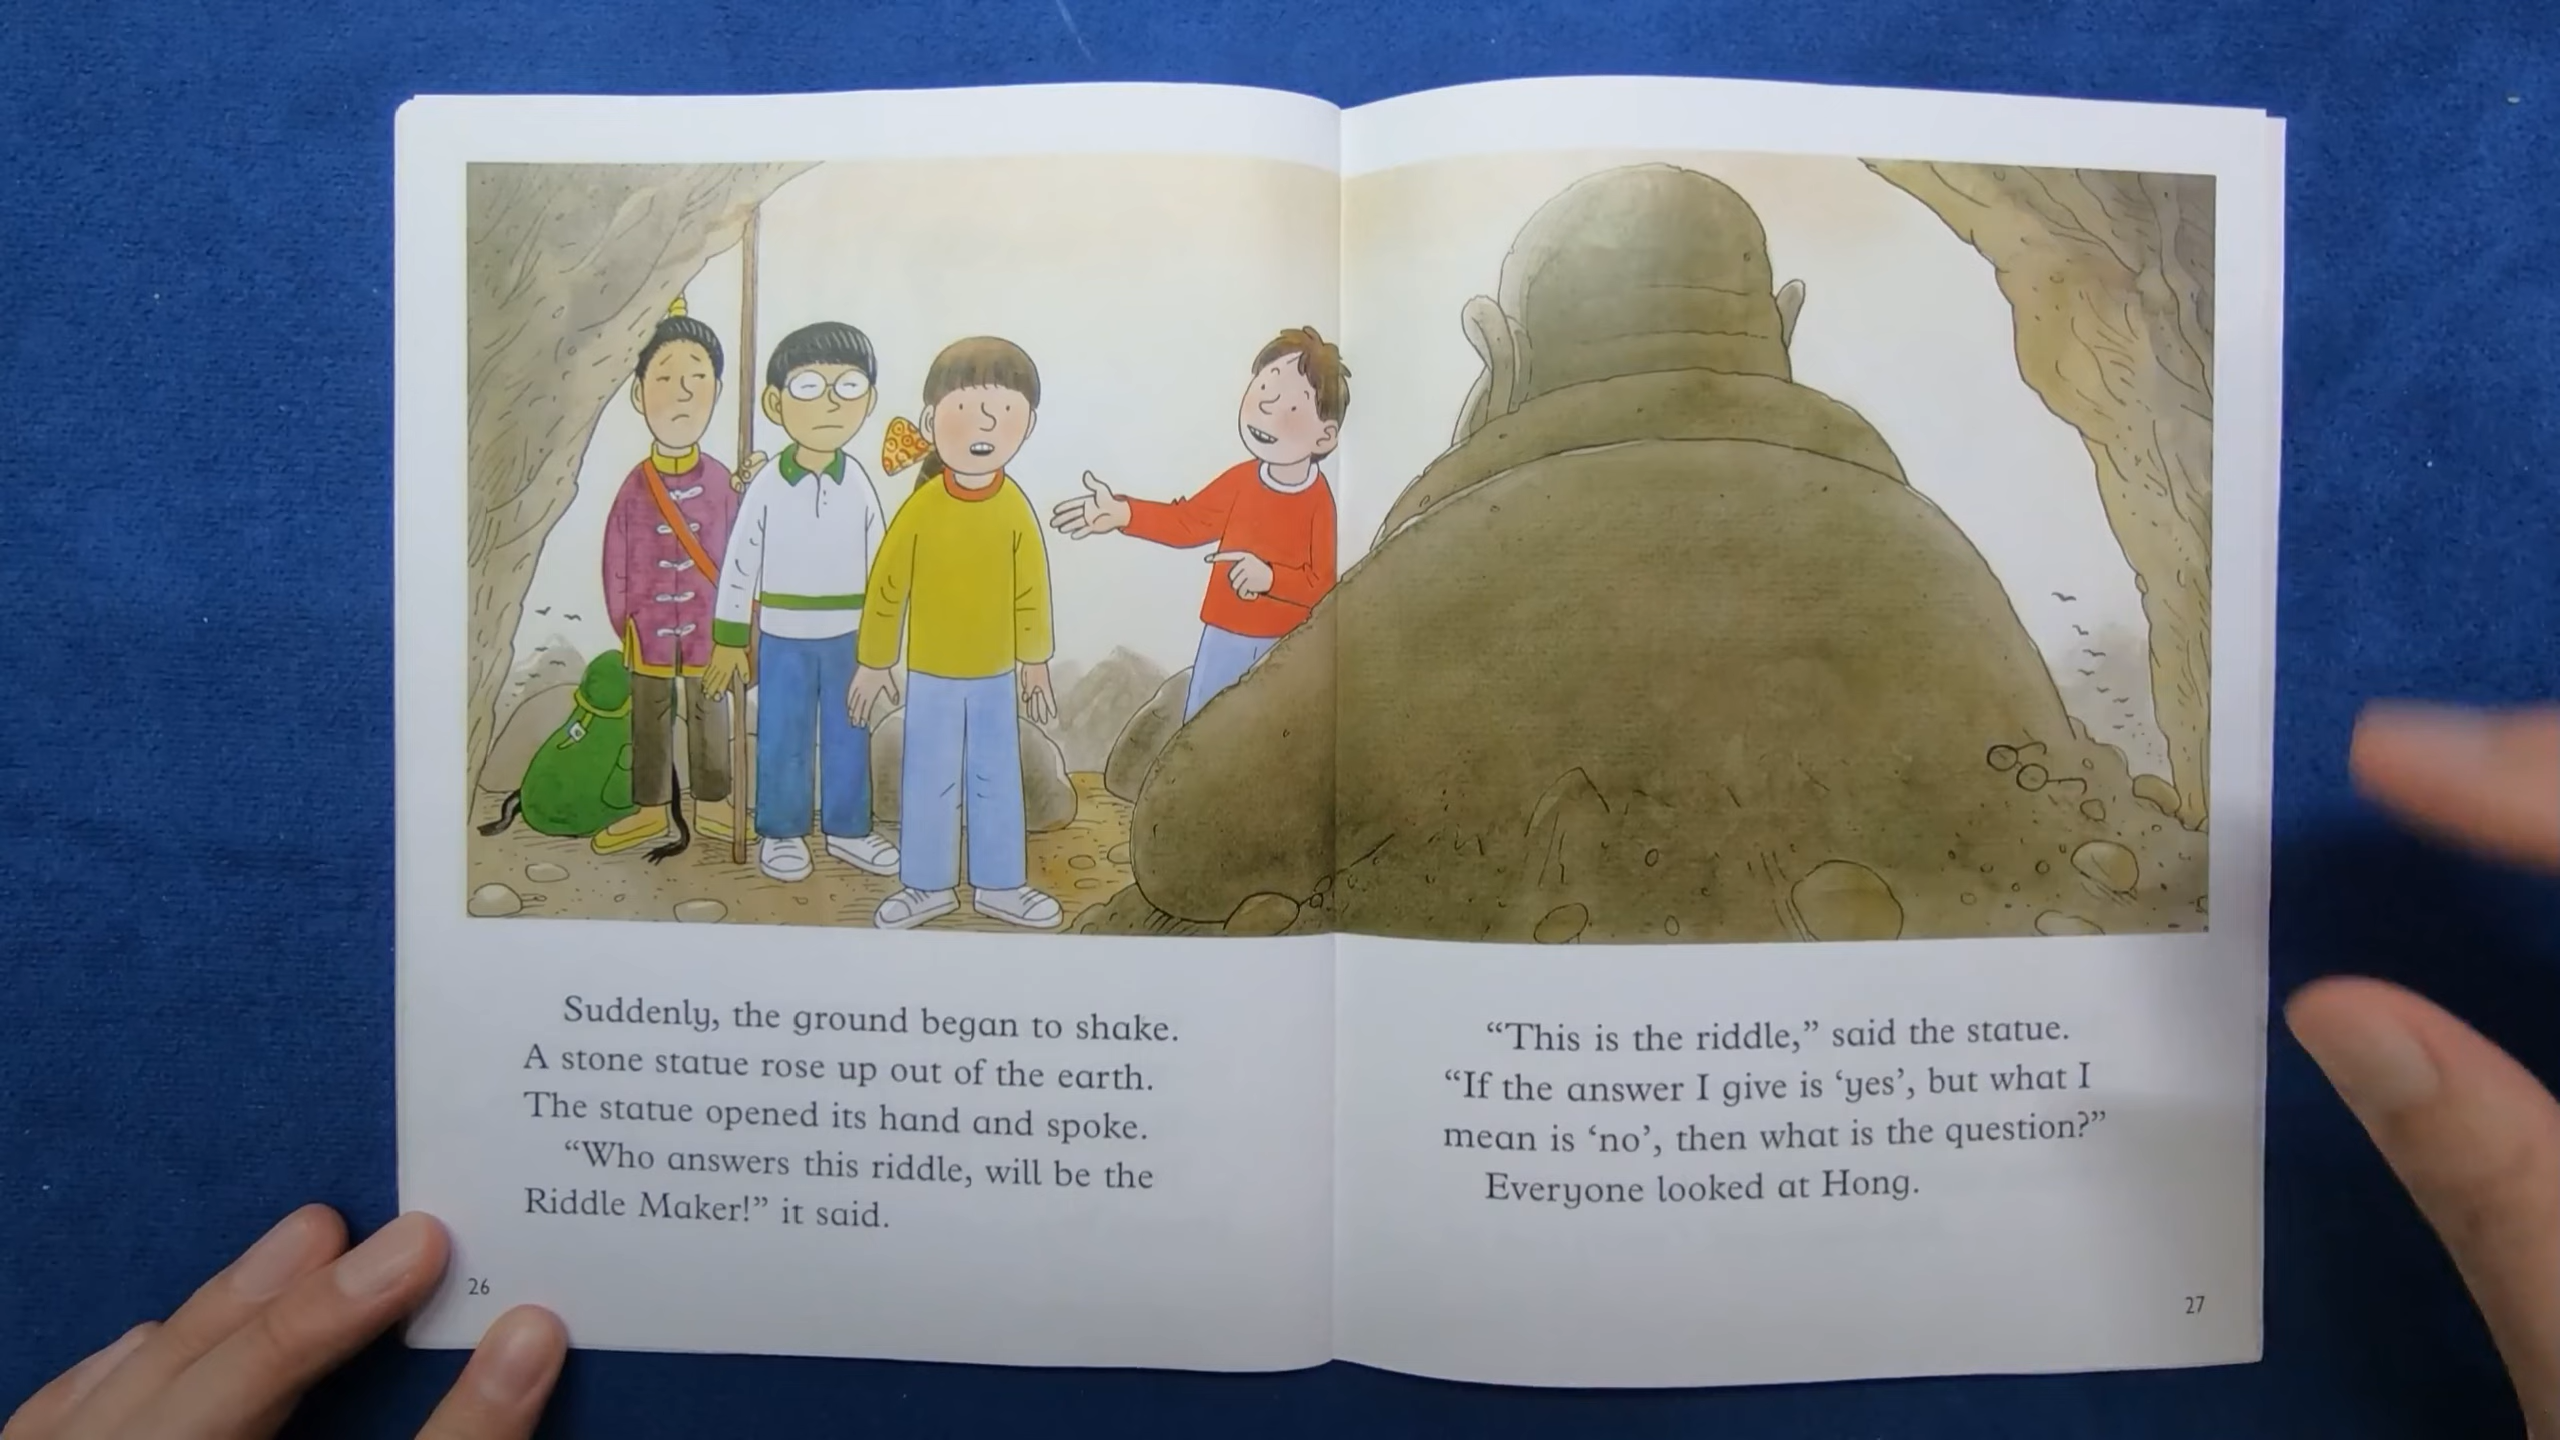 Suddenly, the ground began to shake.
A stone statue rose up out of the earth.
The statue opened its hand and spoke.
“Who answers this riddle, will be the
Riddle Maker!” it said.
26
“This is the riddle,” said the statue.
“If the answer I give is ‘yes’, but what I
mean is ‘no’, then what is the question?”
Everyone looked at Hong.
27